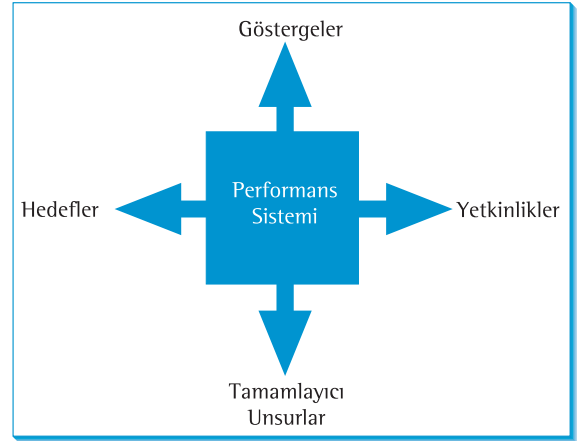 Göstergeler
Performans
Sistemi
Hedefler
Yetkinlikler
Tamamlayıcı
Unsurlar